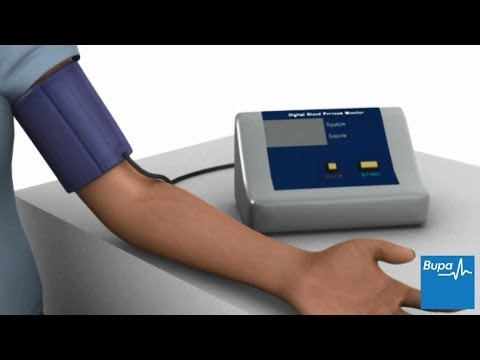 Digital Blood Pressure Monitor
Systole
Diastole
START
Bupa